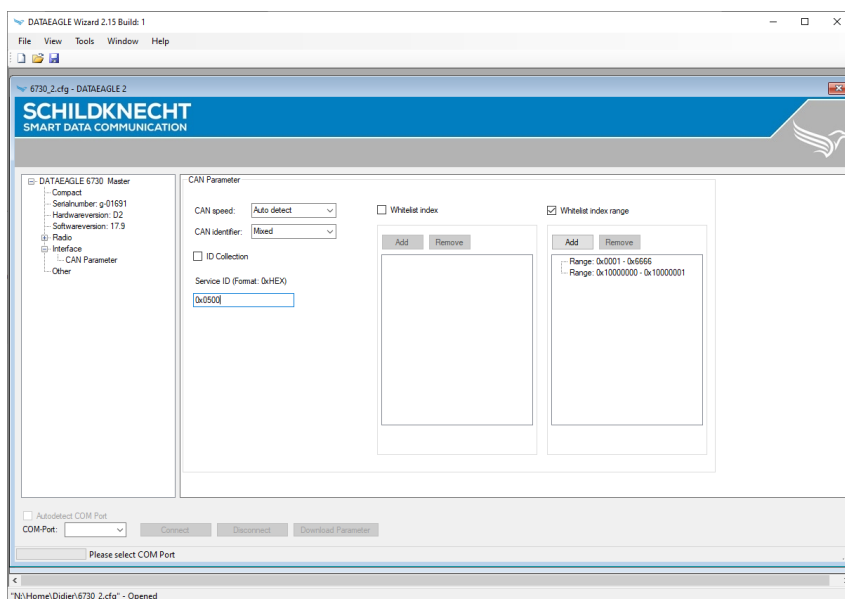 DATAEAGLE Wizard 2.15 Build: 1
File View Tools Window Help
6730_2.cfg - DATAEAGLE 2
SCHILDKNECHT
SMART DATA COMMUNICATION
DATAEAGLE 6730 Master
Compact
Serialnumber: g-01691
Hardwareversion: D2
Softwareversion: 17.9
Radio
Interface
CAN Parameter
Other
CAN Parameter
CAN speed: Auto detect
CAN identifier: Mixed
ID Collection
Service ID (Format: 0xHEX)
0x0500
Whitelist index
Add Remove
Whitelist index range
Add Remove
Range: 0x0001 - 0x6666
Range: 0x10000000 - 0x10000001
Autodetect COM Port
COM-Port: Connect Disconnect Download Parameter
Please select COM Port
"N:\Home\Didier\6730_2.cfg" - Opened